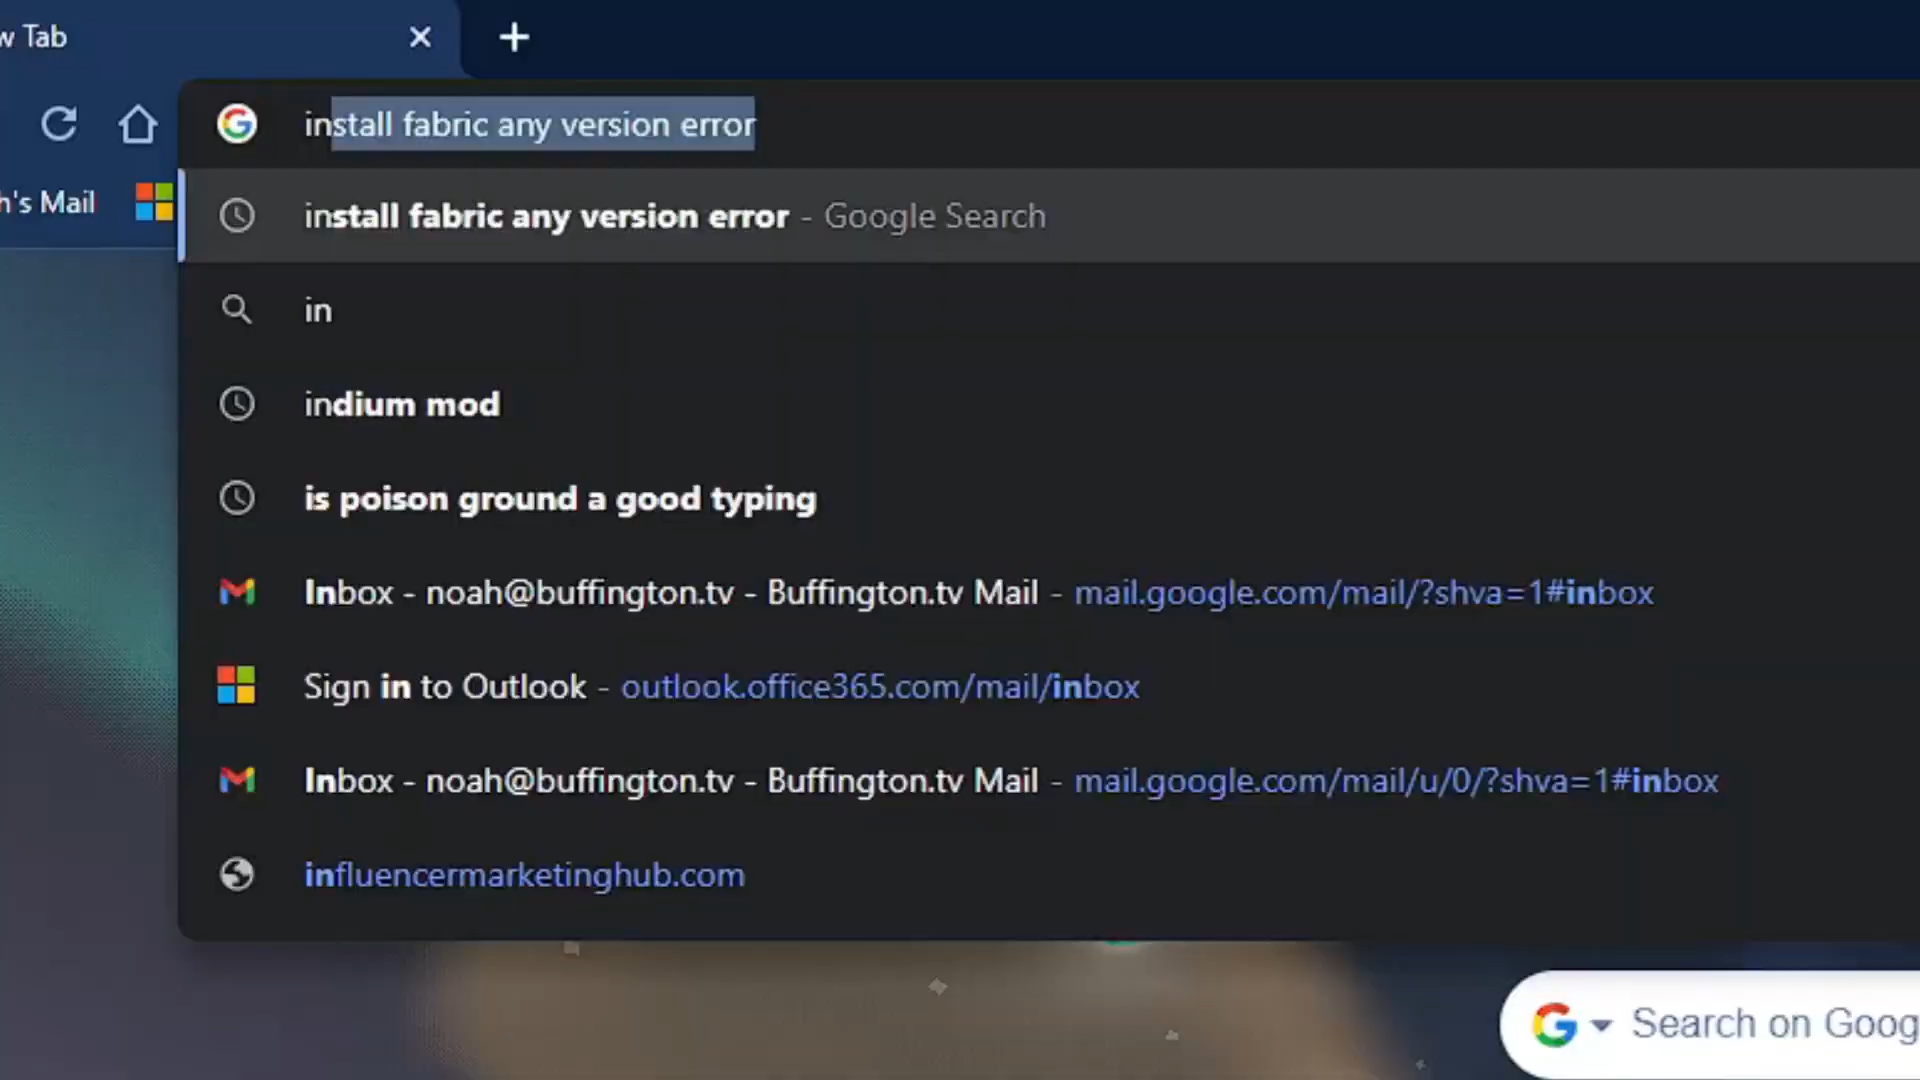 w Tab
install fabric any version error
h's Mail
install fabric any version error - Google Search
in
indium mod
is poison ground a good typing
Inbox - noah@buffington.tv - Buffington.tv Mail - mail.google.com/mail/?shva=1#inbox
Sign in to Outlook - outlook.office365.com/mail/inbox
Inbox - noah@buffington.tv - Buffington.tv Mail - mail.google.com/mail/u/0/?shva=1#inbox
influencermarketinghub.com
Search on Goog